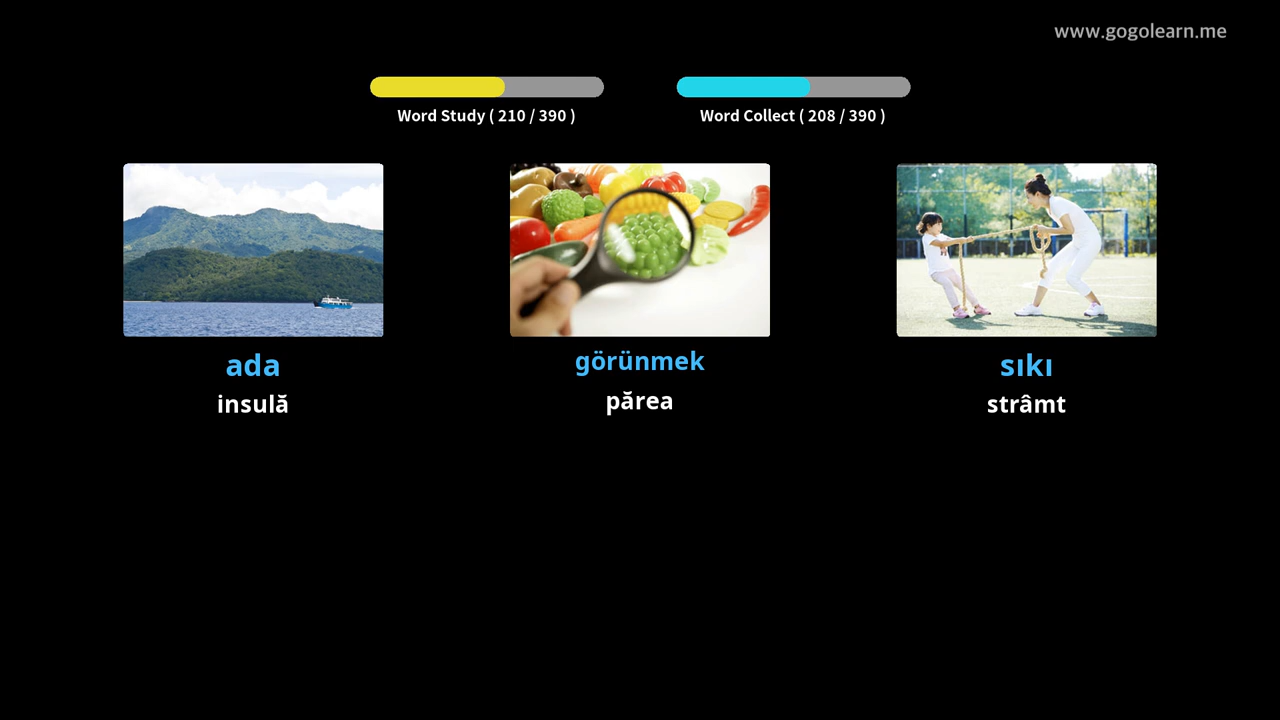 www.gogolearn.me
Word Study ( 210 / 390 )
Word Collect ( 208 / 390 )
ada
insulă
görünmek
părea
sıkı
strâmt